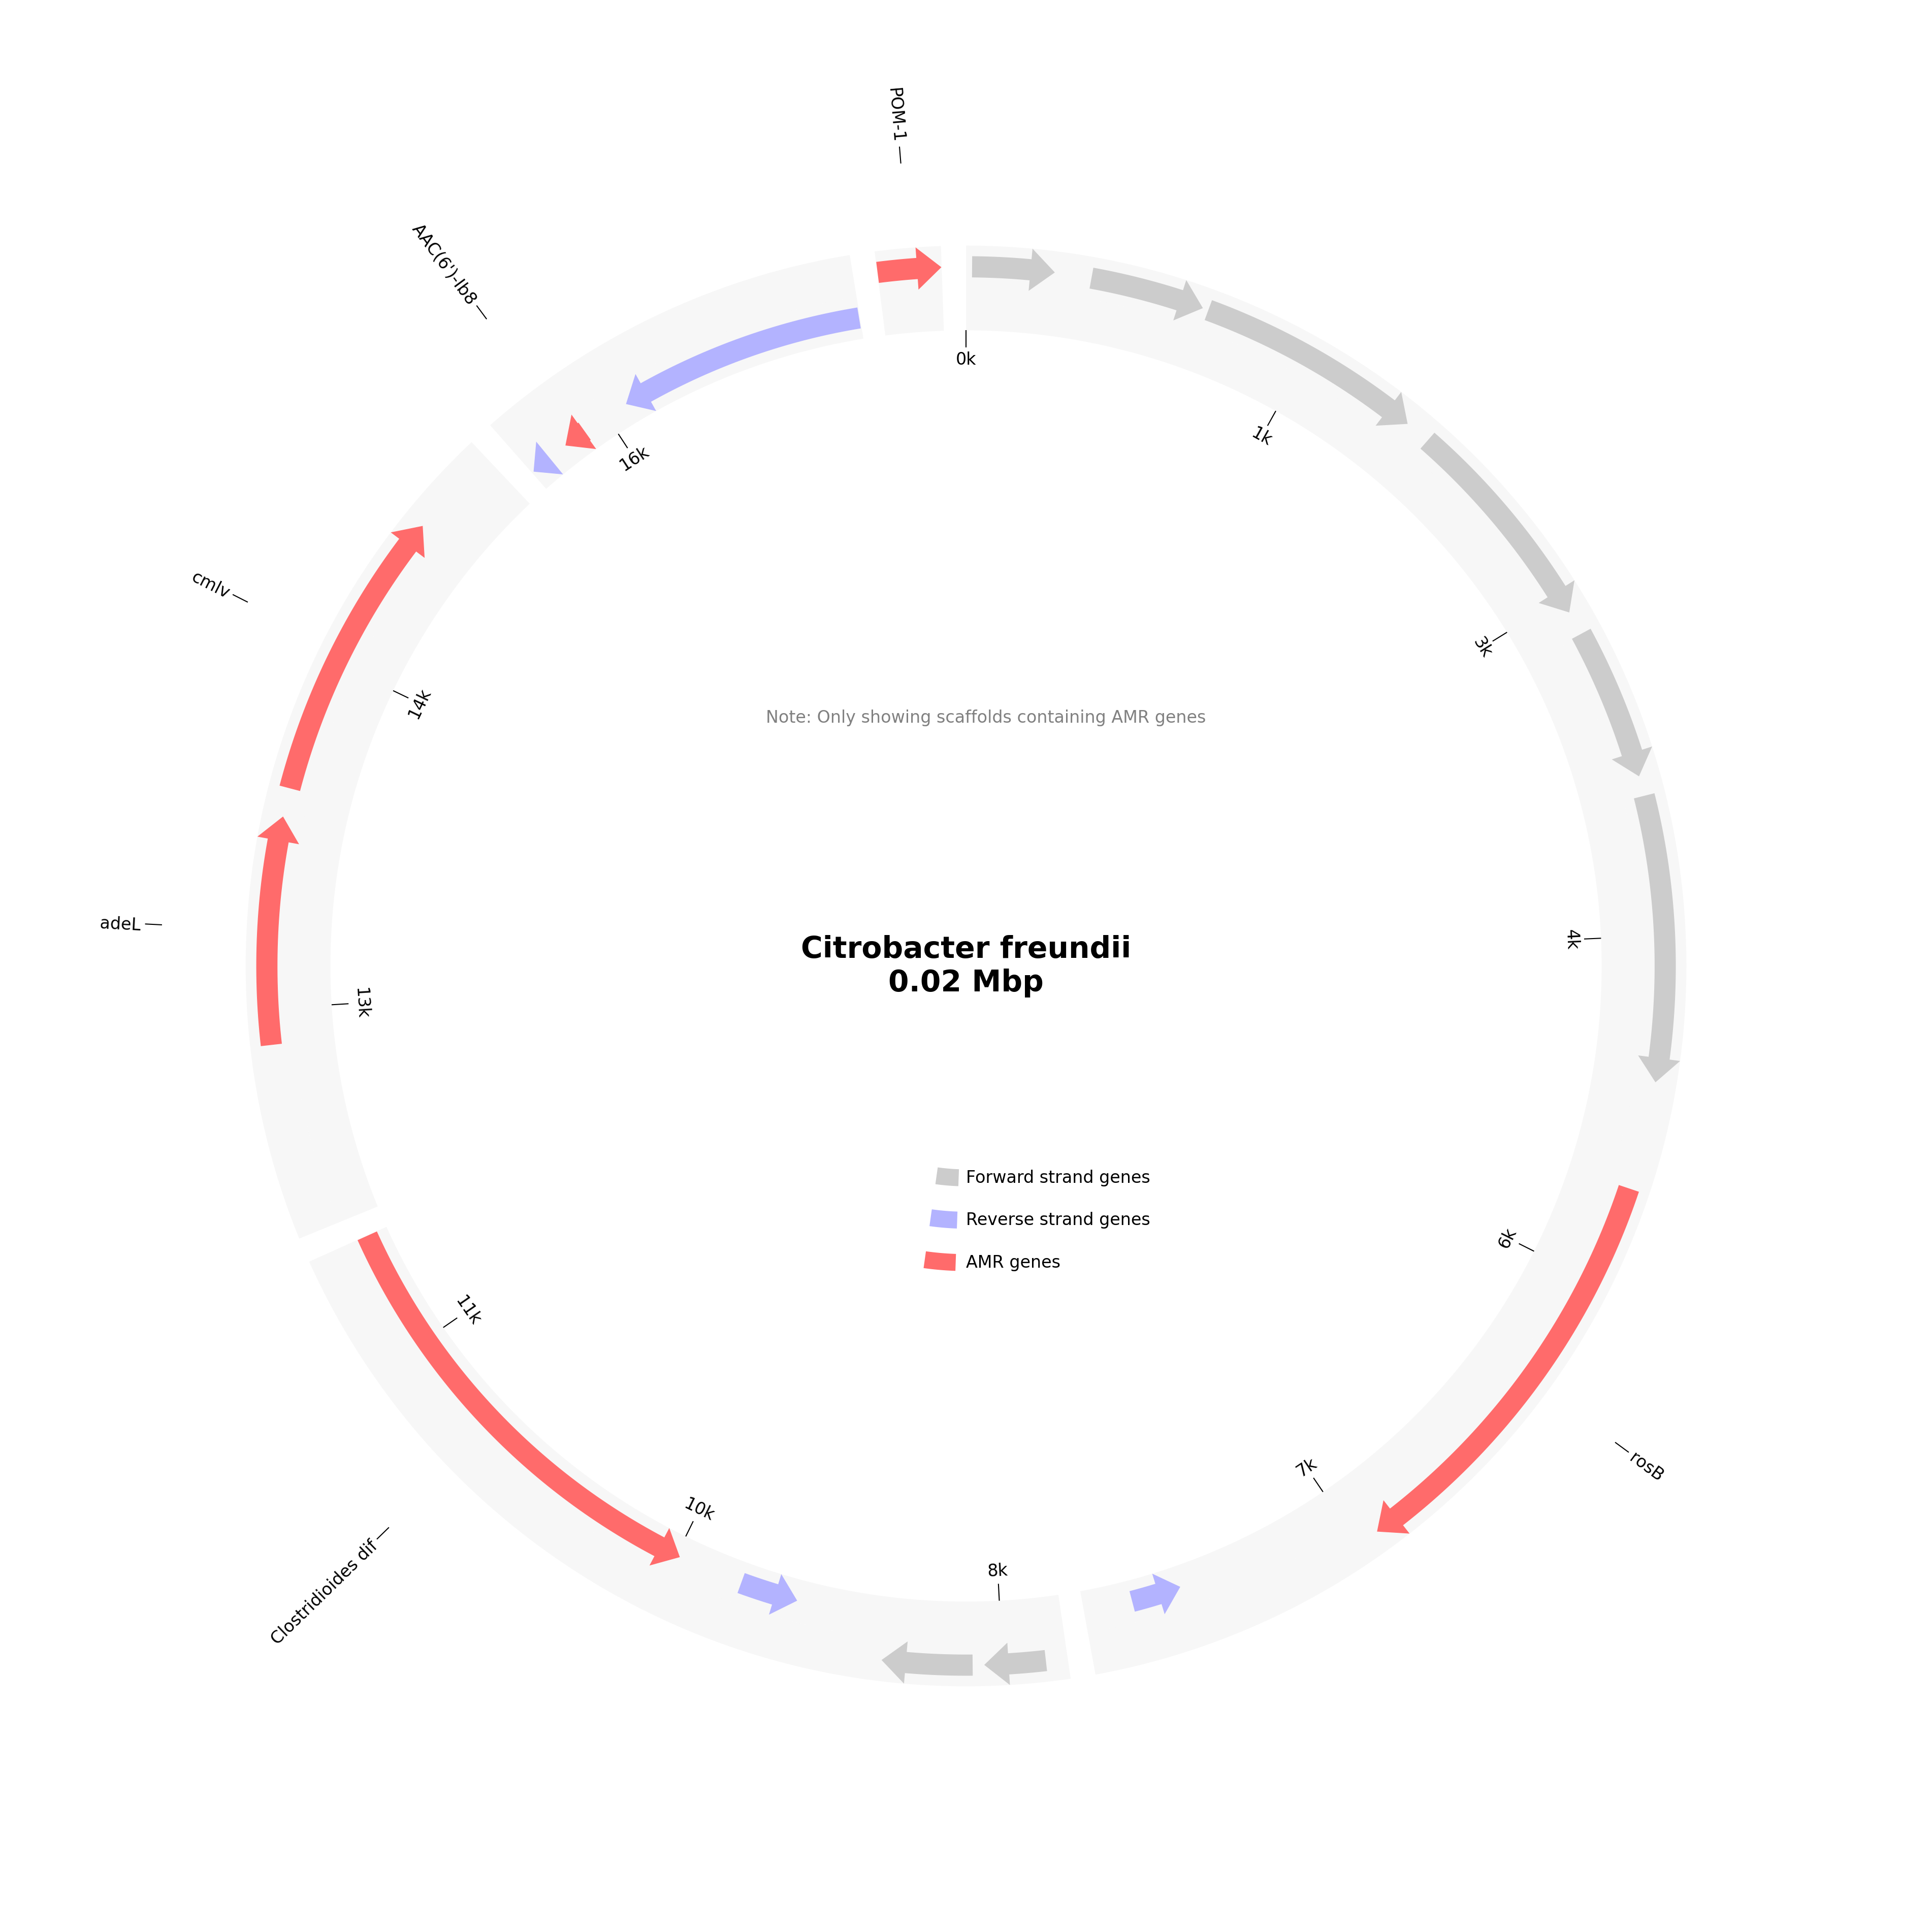 POM-1
AAC(6')-Ib8
0k
1k
16k
cmlv
3k
14k
Note: Only showing scaffolds containing AMR genes
adeL
Citrobacter freundii
0.02 Mbp
4k
13k
Forward strand genes
Reverse strand genes
AMR genes
6k
11k
rosB
7k
10k
8k
Clostridioides dif